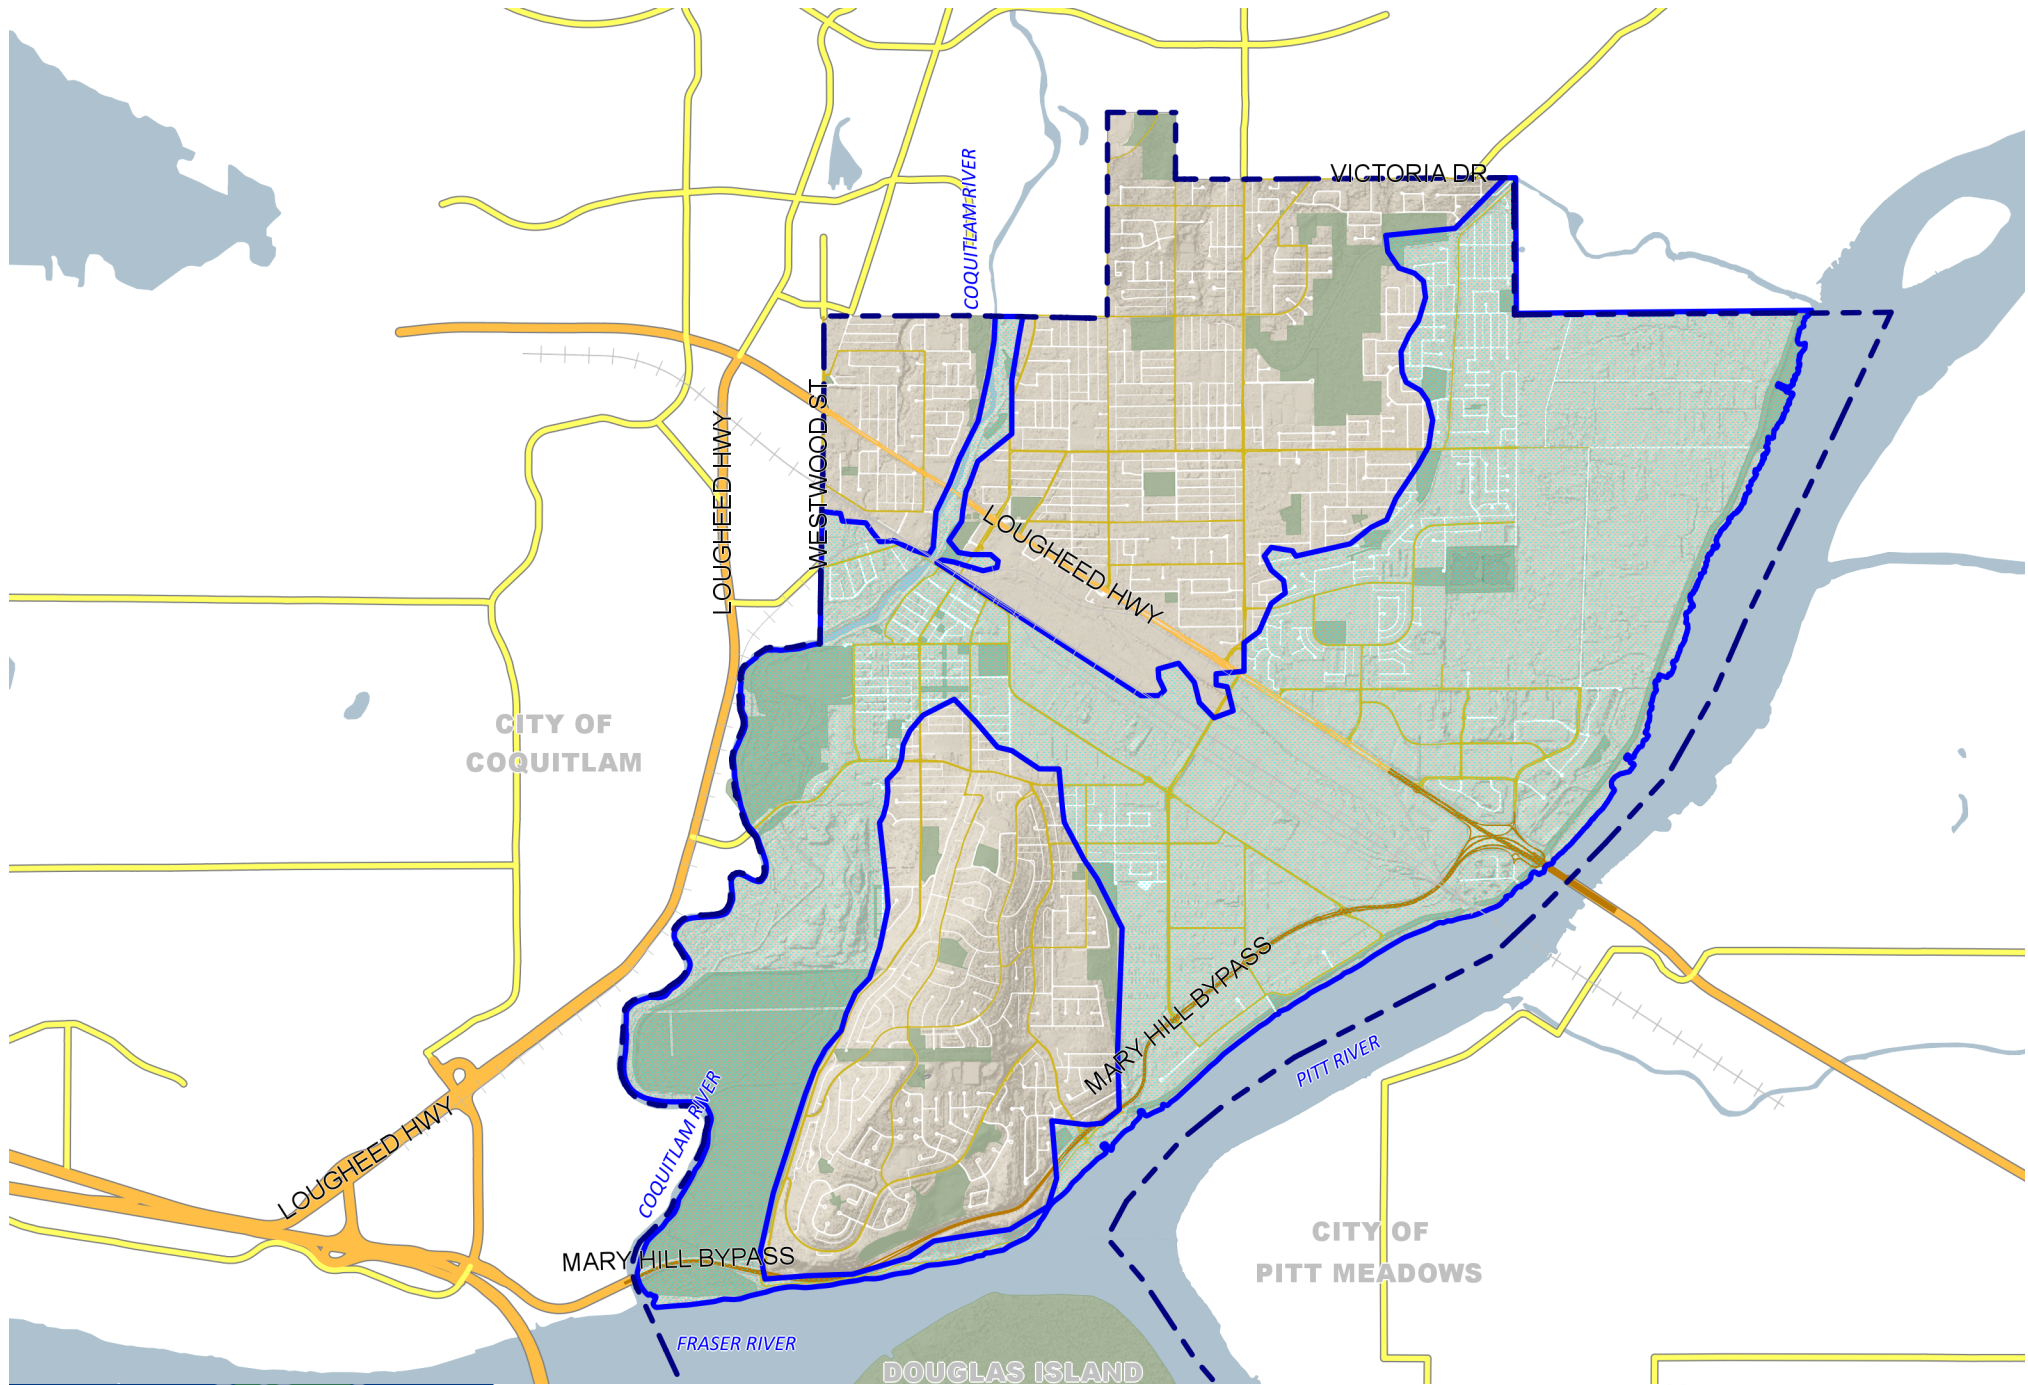 VICTORIA DR
COQUITLAM RIVER
WESTWOOD ST
LOUGHEED HWY
LOUGHEED HWY
CITY OF
COQUITLAM
MARY HILL BYPASS
PITT RIVER
COQUITLAM RIVER
LOUGHEED HWY
CITY OF
PITT MEADOWS
MARY HILL BYPASS
FRASER RIVER
DOUGLAS ISLAND